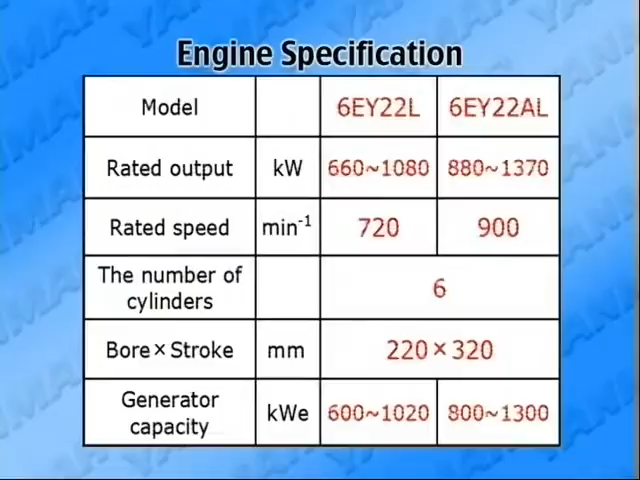 Engine Specification
Model 6EY22L 6EY22AL
Rated output kW 660~1080 880~1370
Rated speed min-1 720 900
The number of
cylinders 6
Bore×Stroke mm 220×320
Generator
capacity kWe 600~1020 800~1300